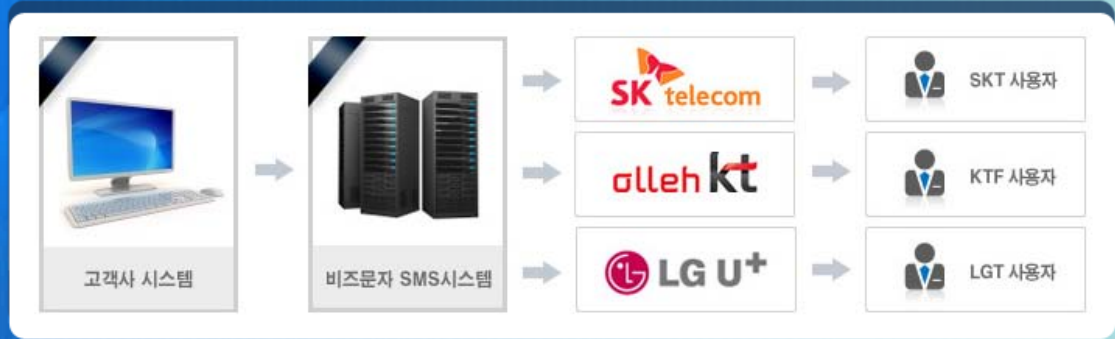 고객사 시스템
비즈문자 SMS시스템
SK telecom
olleh kt
LG U+
SKT 사용자
KTF 사용자
LGT 사용자